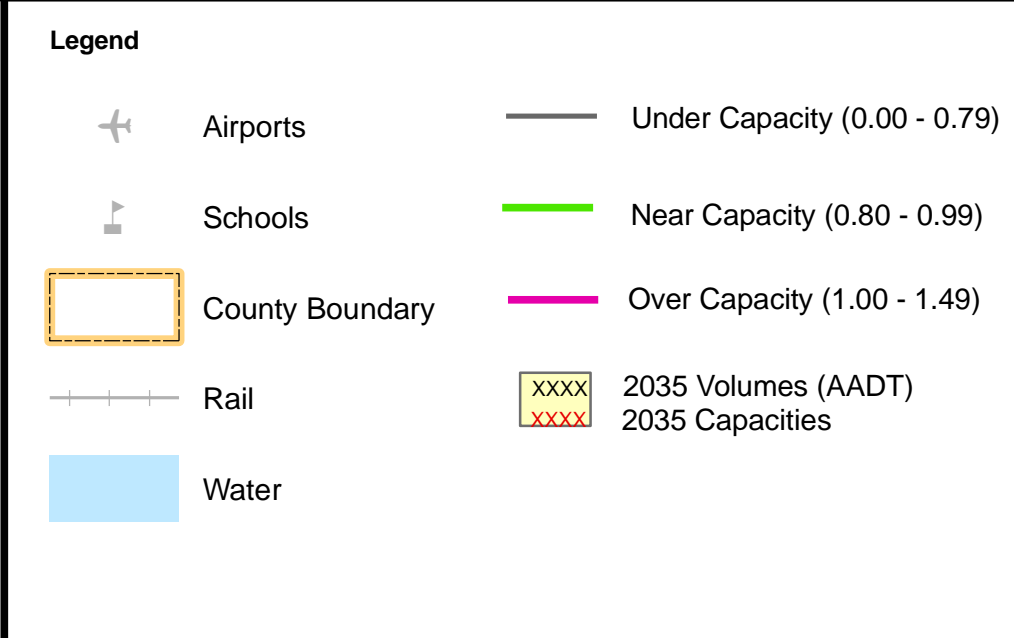 Legend
Airports
Schools
County Boundary
Rail
Water
Under Capacity (0.00 - 0.79)
Near Capacity (0.80 - 0.99)
Over Capacity (1.00 - 1.49)
XXXX
XXXX
2035 Volumes (AADT)
2035 Capacities